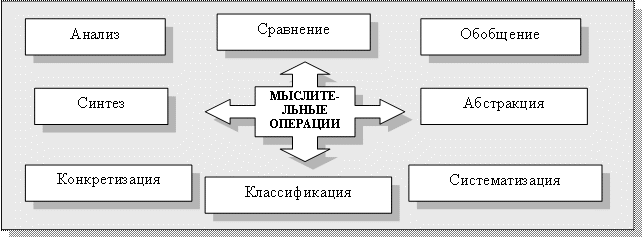 Анализ
Сравнение
Обобщение
Синтез
МЫСЛИТЕ-
ЛЬНЫЕ
ОПЕРАЦИИ
Абстракция
Конкретизация
Классификация
Систематизация